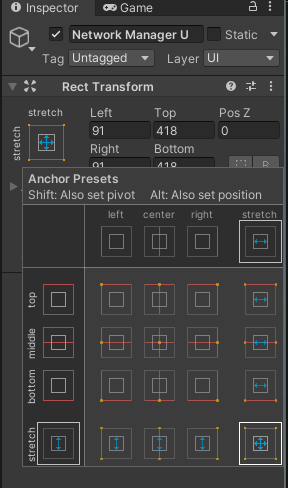 Inspector
Game
Network Manager U
Static
Tag
Untagged
Layer
UI
Rect Transform
stretch
stretch
Left
Top
Pos Z
91
418
0
Right
Bottom
91
418
R
Anchor Presets
Shift: Also set pivot
Alt: Also set position
left
center
right
stretch
top
middle
bottom
stretch